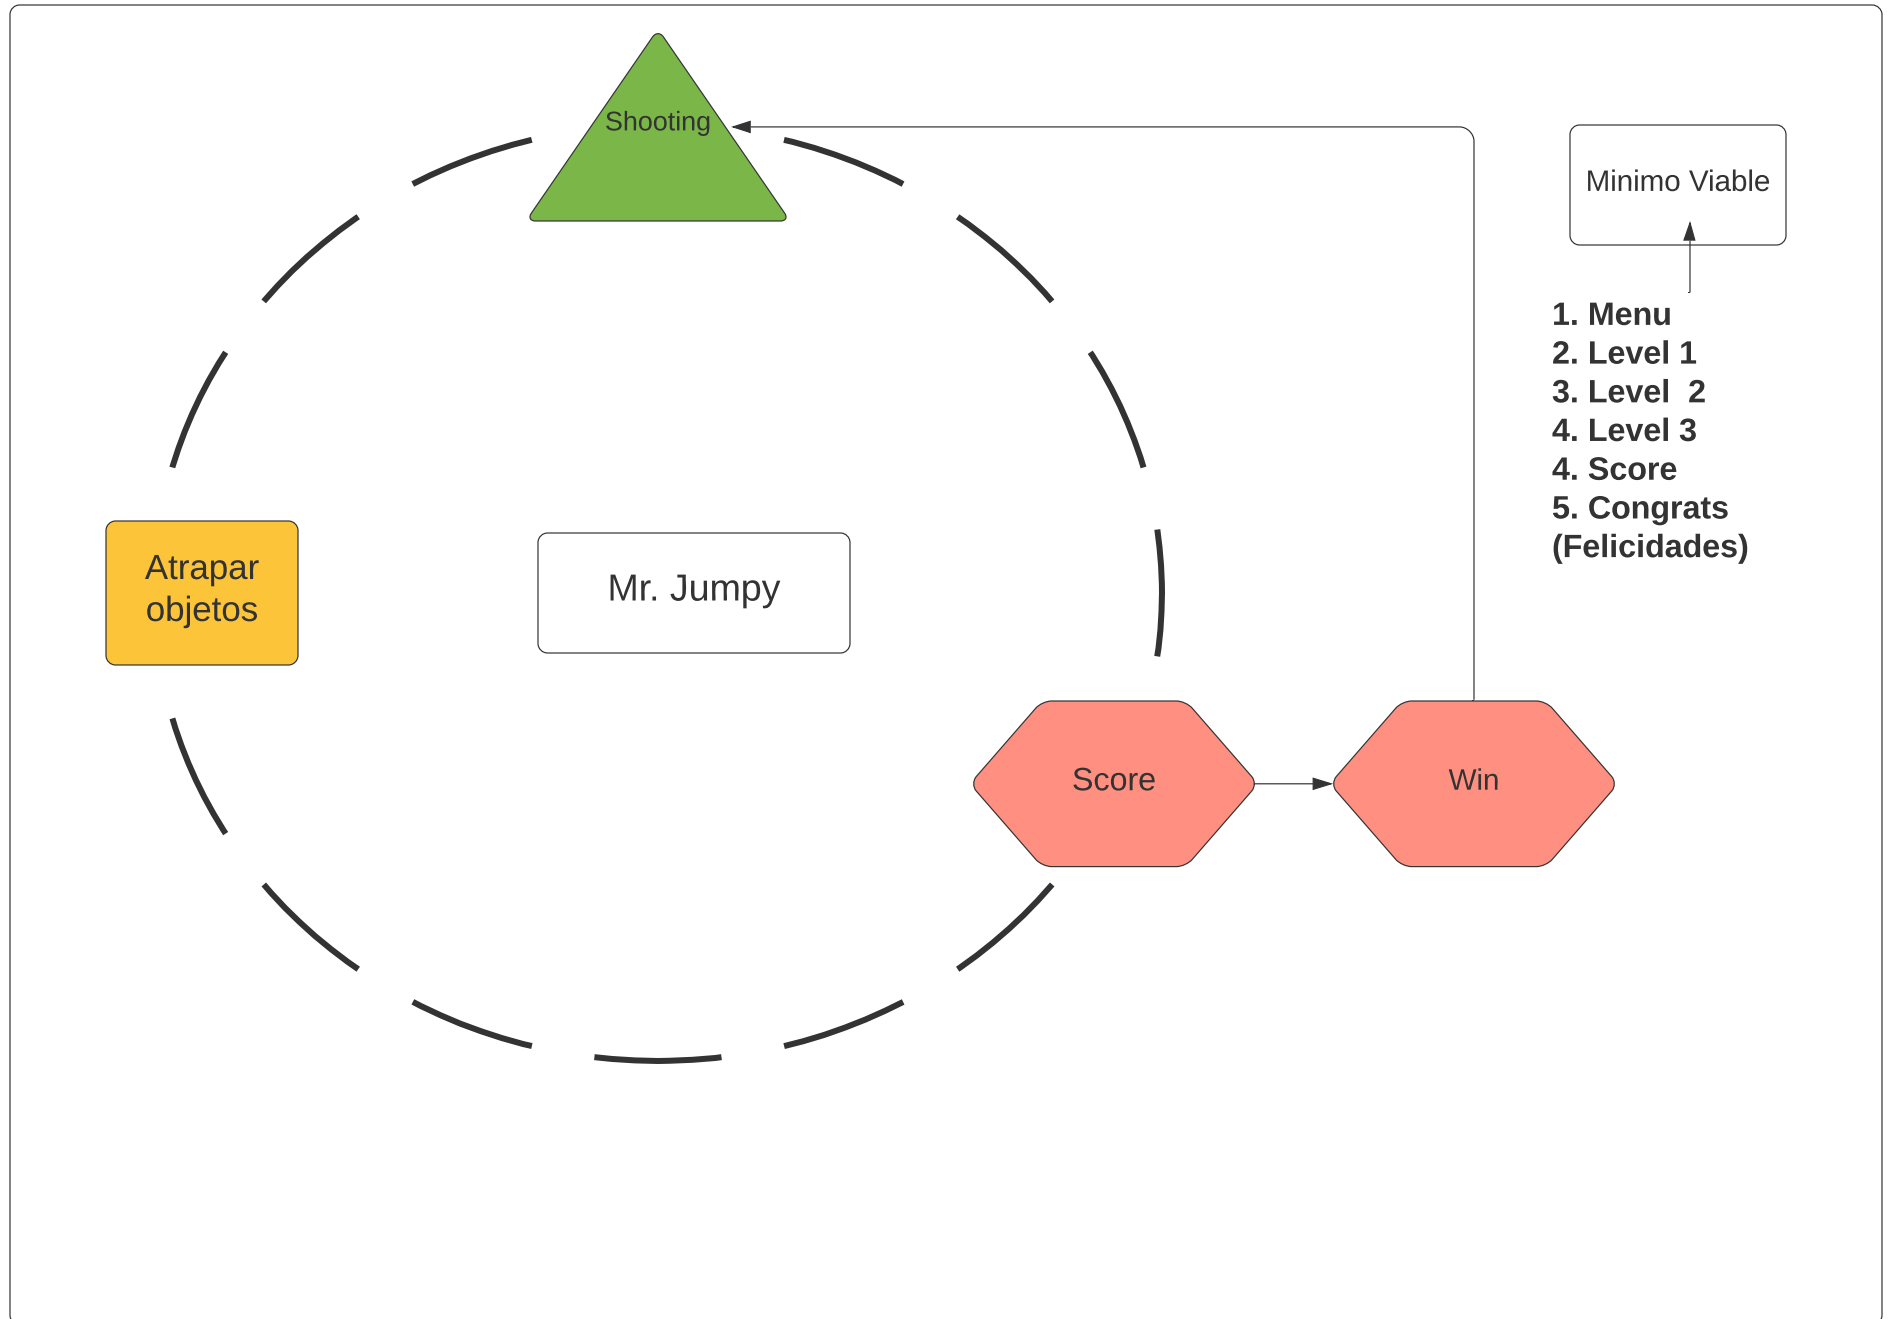 Shooting
Minimo Viable
1. Menu
2. Level 1
3. Level  2
4. Level 3
4. Score
5. Congrats
(Felicidades)
Atrapar
objetos
Mr. Jumpy
Score
Win